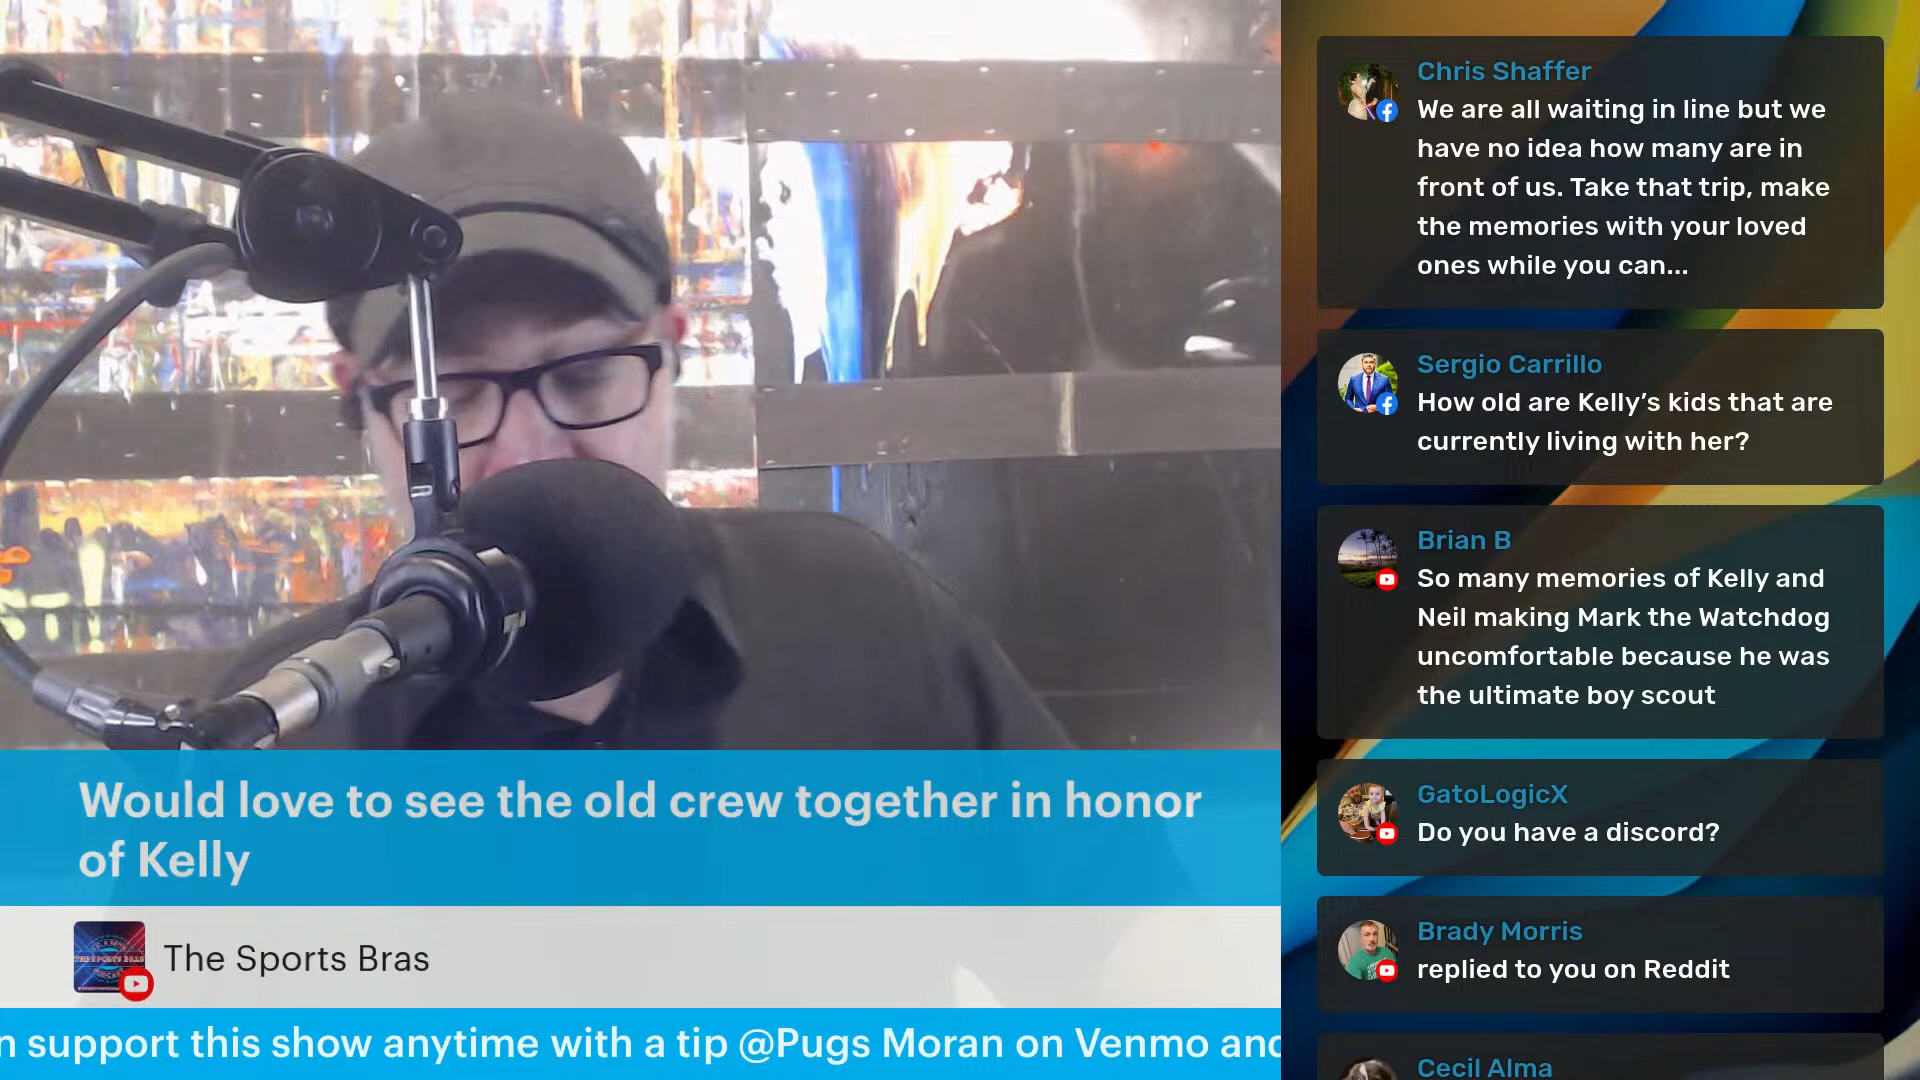 Chris Shaffer
We are all waiting in line but we
have no idea how many are in
front of us. Take that trip, make
the memories with your loved
ones while you can...
Sergio Carrillo
How old are Kelly’s kids that are
currently living with her?
Brian B
So many memories of Kelly and
Neil making Mark the Watchdog
uncomfortable because he was
the ultimate boy scout
GatoLogicX
Do you have a discord?
Brady Morris
replied to you on Reddit
Cecil Alma
Would love to see the old crew together in honor
of Kelly
The Sports Bras
n support this show anytime with a tip @Pugs Moran on Venmo and